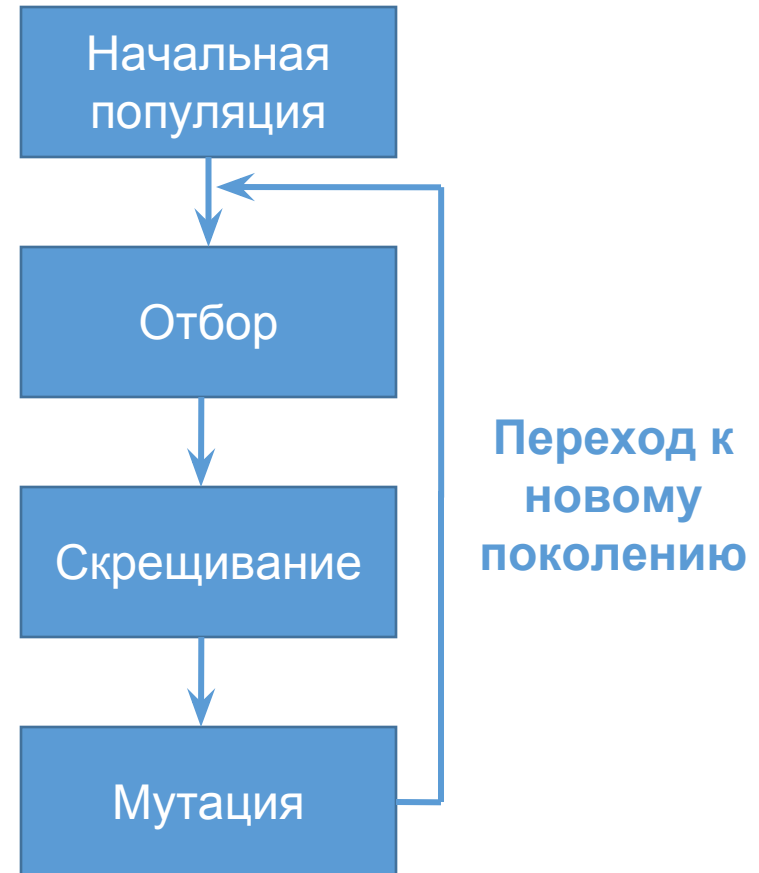 Начальная
популяция
Отбор
Скрещивание
Мутация
Переход к
новому
поколению